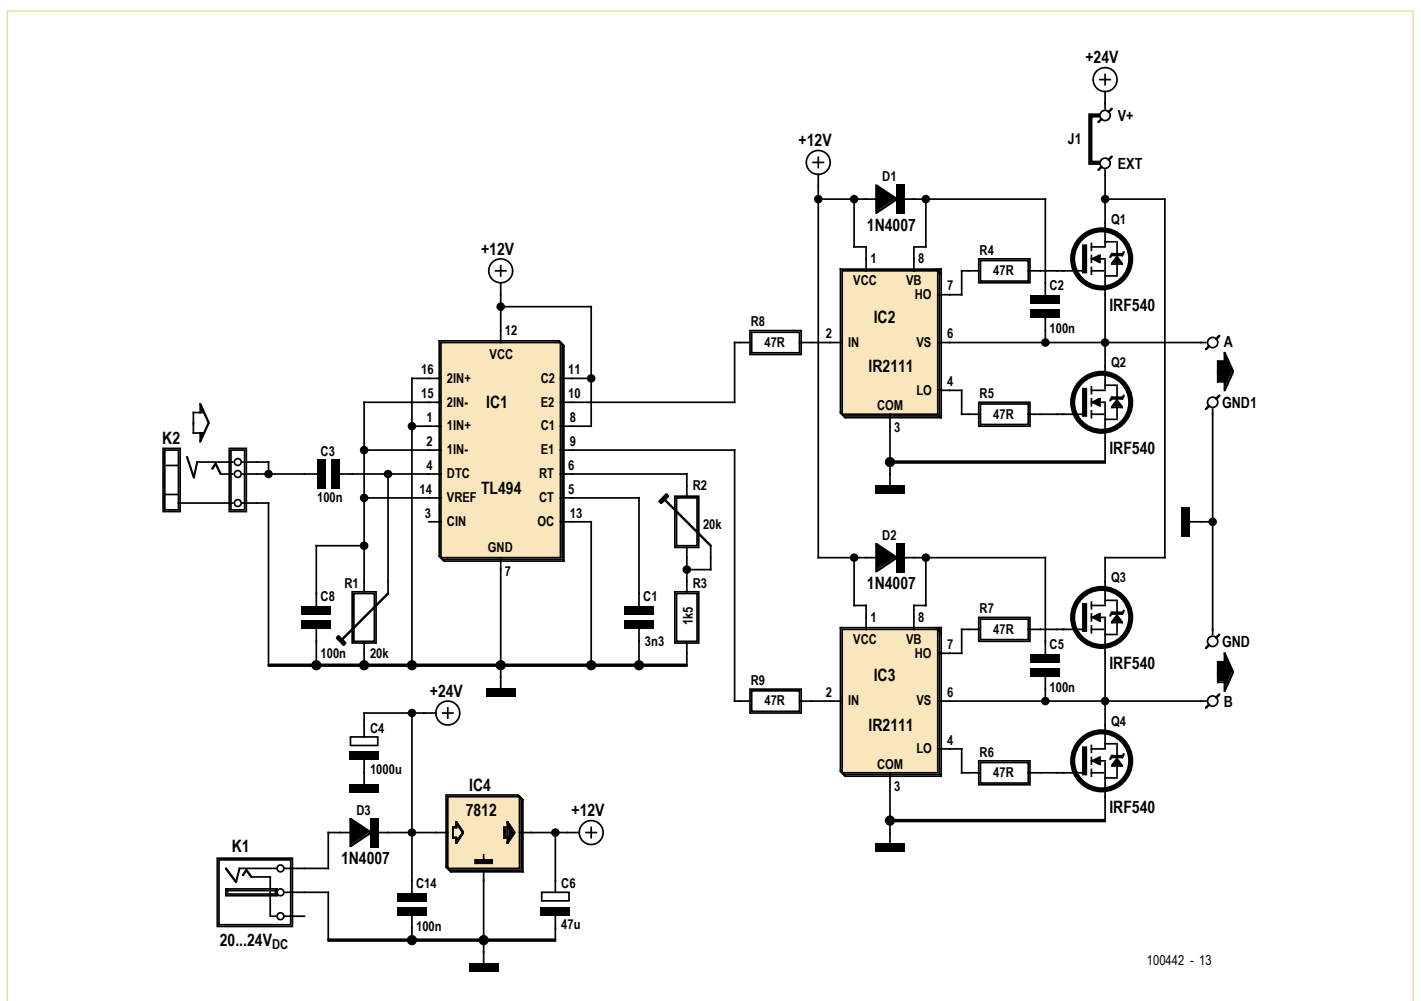 +24V
V+
J1
EXT
+12V
D1
1N4007
Q1
IRF540
1
8
VCC
VB
HO
7
R4
47R
C2
100n
IC2
IR2111
R8
47R
2
IN
VS
6
A
LO
4
R5
47R
Q2
IRF540
COM
3
GND1
+12V
12
VCC
16
2IN+
C2
11
15
2IN-
IC1
E2
10
1
1IN+
C1
8
2
1IN-
E1
9
4
DTC
RT
6
TL494
14
VREF
CT
5
3
CIN
OC
13
GND
7
K2
C3
100n
R2
20k
C8
100n
R1
20k
C1
3n3
R3
1k5
D2
1N4007
Q3
IRF540
1
8
VCC
VB
HO
7
R7
47R
C5
100n
IC3
IR2111
R9
47R
2
IN
VS
6
GND
B
LO
4
R6
47R
Q4
IRF540
COM
3
+24V
C4
1000u
IC4
7812
+12V
D3
1N4007
K1
C14
100n
C6
47u
20...24VDC
100442 - 13